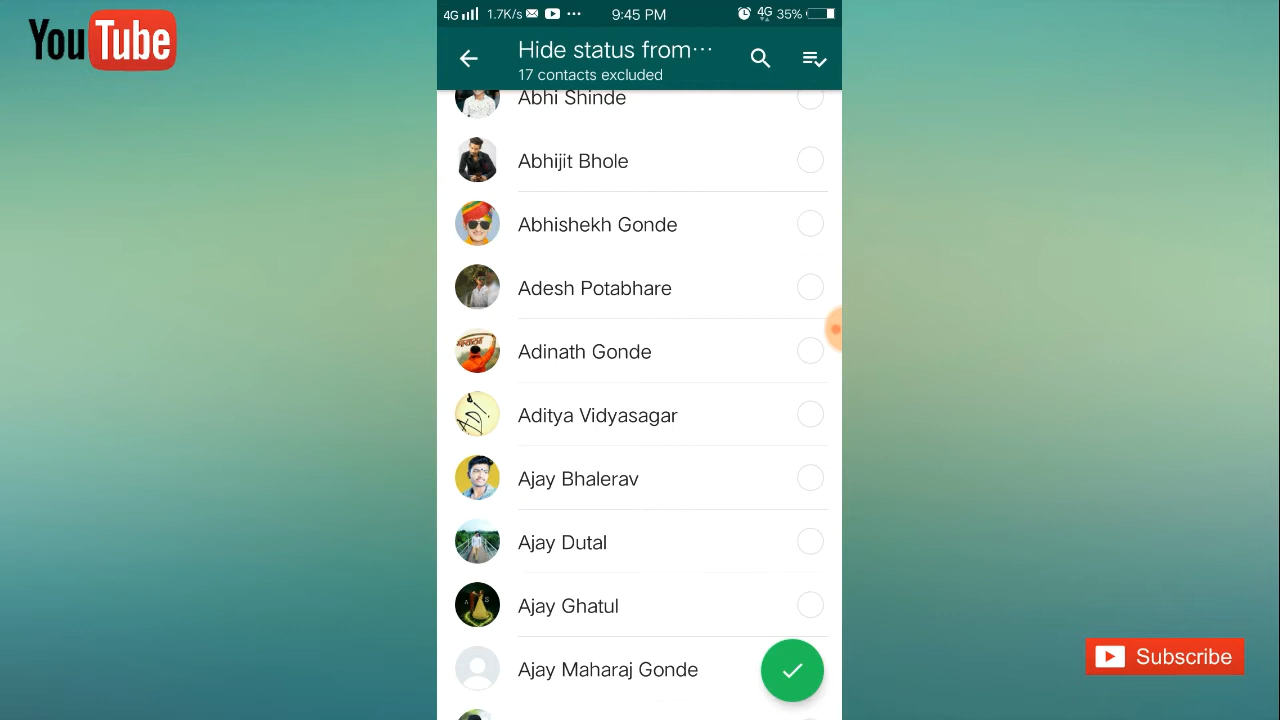 YouTube
4G 1.7K/s 9:45 PM 4G 35%
Hide status from...
17 contacts excluded
Abhi Shinde
Abhijit Bhole
Abhishekh Gonde
Adesh Potabhare
Adinath Gonde
Aditya Vidyasagar
Ajay Bhalerav
Ajay Dutal
Ajay Ghatul
Ajay Maharaj Gonde
Subscribe